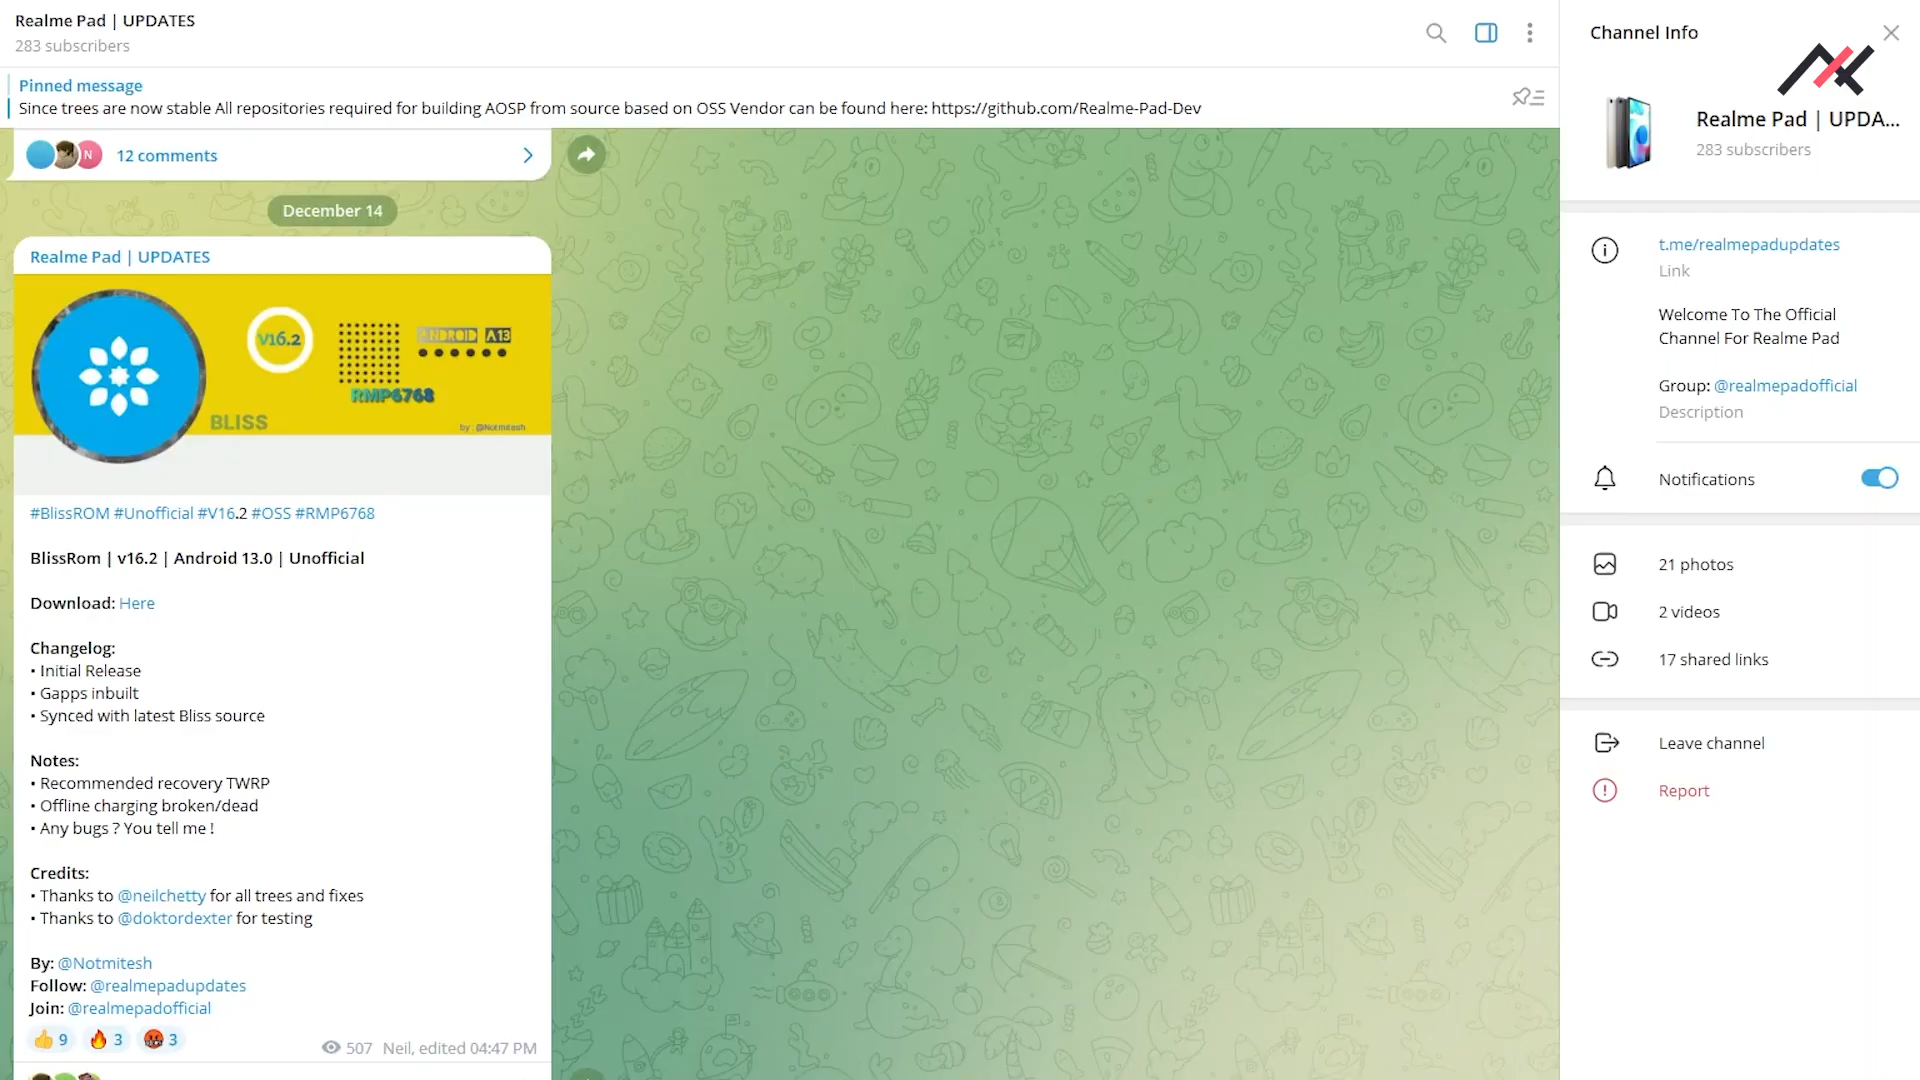 Realme Pad | UPDATES
283 subscribers
Pinned message
Since trees are now stable All repositories required for building AOSP from source based on OSS Vendor can be found here: https://github.com/Realme-Pad-Dev
N
12 comments
December 14
Realme Pad | UPDATES
V16.2
ANDROID A13
RMP6768
BLISS
by : @Notmitesh
#BlissROM #Unofficial #V16.2 #OSS #RMP6768
BlissRom | v16.2 | Android 13.0 | Unofficial
Download: Here
Changelog:
• Initial Release
• Gapps inbuilt
• Synced with latest Bliss source
Notes:
• Recommended recovery TWRP
• Offline charging broken/dead
• Any bugs ? You tell me !
Credits:
• Thanks to @neilchetty for all trees and fixes
• Thanks to @doktordexter for testing
By: @Notmitesh
Follow: @realmepadupdates
Join: @realmepadofficial
9
3
3
507 Neil, edited 04:47 PM
Channel Info
Realme Pad | UPDA...
283 subscribers
t.me/realmepadupdates
Link
Welcome To The Official
Channel For Realme Pad
Group: @realmepadofficial
Description
Notifications
21 photos
2 videos
17 shared links
Leave channel
Report